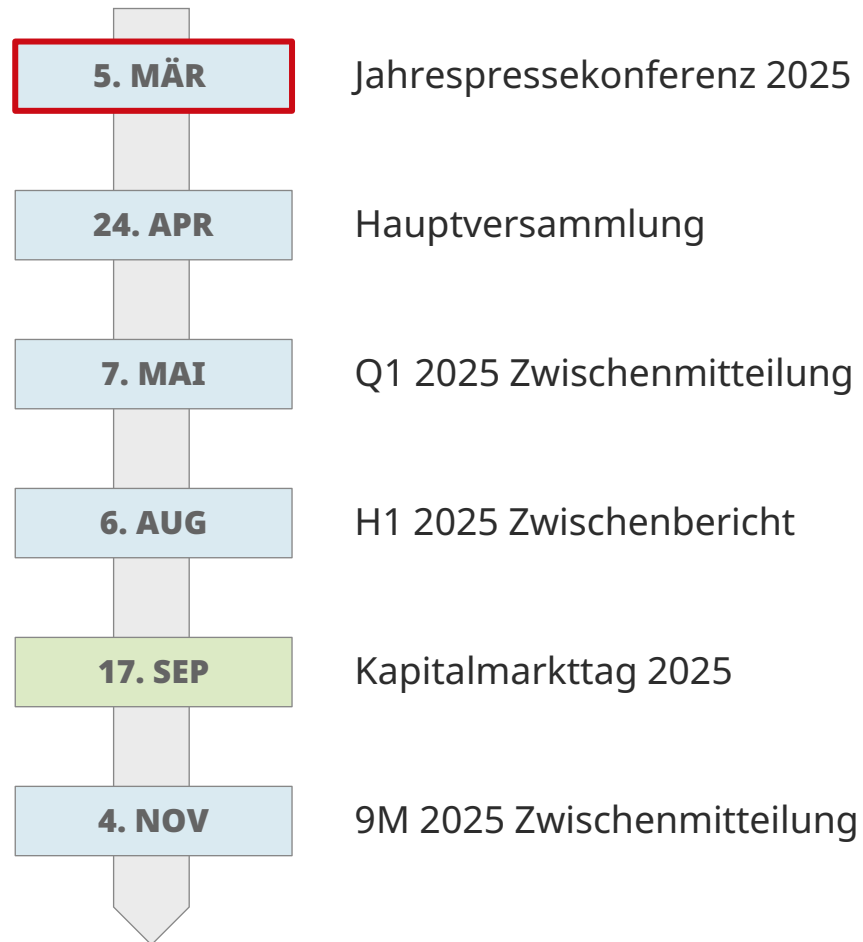 5. MÄR Jahrespressekonferenz 2025
24. APR Hauptversammlung
7. MAI Q1 2025 Zwischenmitteilung
6. AUG H1 2025 Zwischenbericht
17. SEP Kapitalmarkttag 2025
4. NOV 9M 2025 Zwischenmitteilung